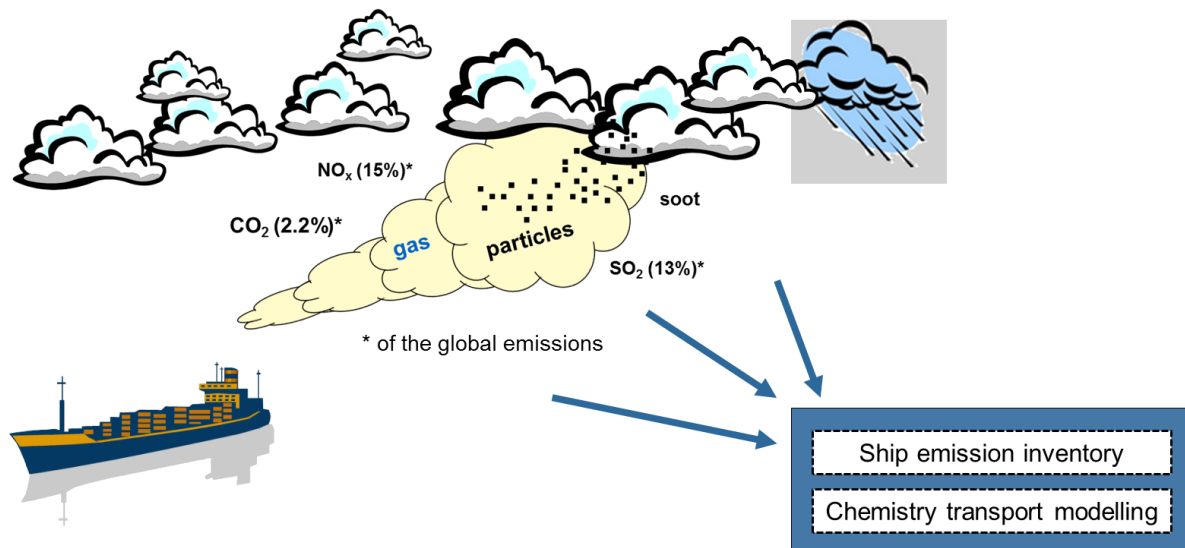 NOₓ (15%)*
CO₂ (2.2%)*
gas
particles
soot
SO₂ (13%)*
* of the global emissions
Ship emission inventory
Chemistry transport modelling